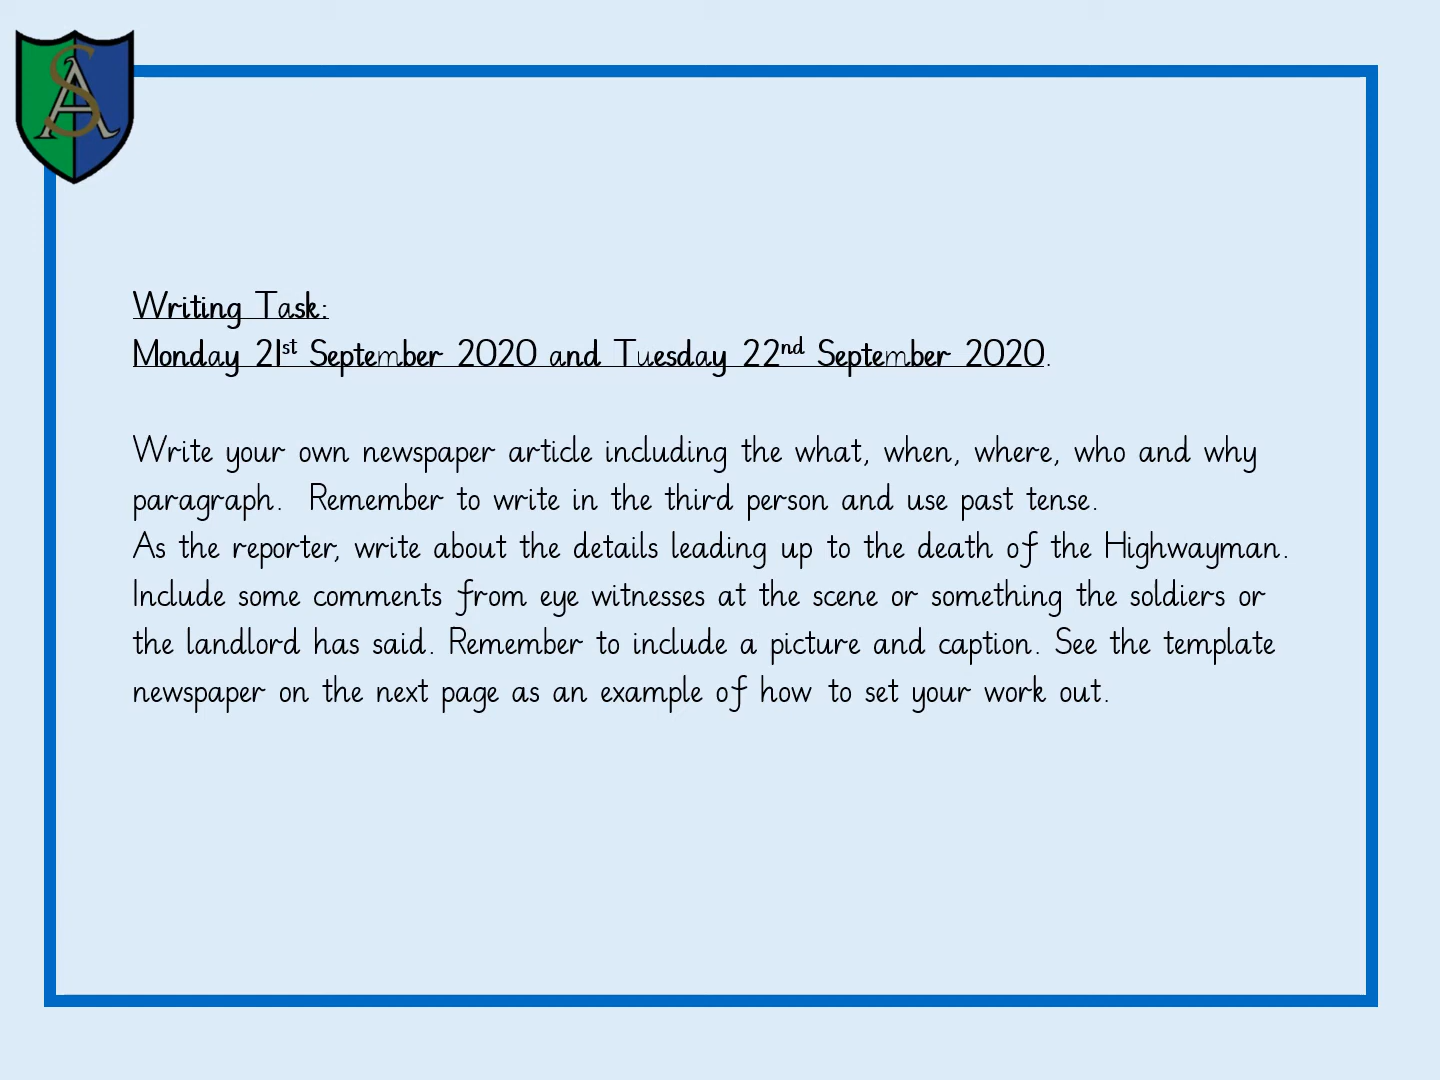 SA
Writing Task:
Monday 21st September 2020 and Tuesday 22nd September 2020.
Write your own newspaper article including the what, when, where, who and why
paragraph.  Remember to write in the third person and use past tense.
As the reporter, write about the details leading up to the death of the Highwayman.
Include some comments from eye witnesses at the scene or something the soldiers or
the landlord has said. Remember to include a picture and caption. See the template
newspaper on the next page as an example of how to set your work out.